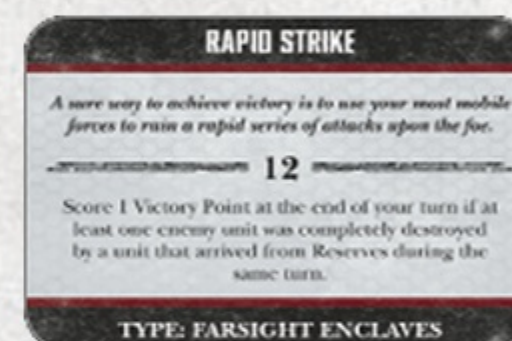 RAPID STRIKE
A sure way to achieve victory is to use your most mobile
forces to rain a rapid series of attacks upon the foe.
12
Score 1 Victory Point at the end of your turn if at
least one enemy unit was completely destroyed
by a unit that arrived from Reserves during the
same turn.
TYPE: FARSIGHT ENCLAVES